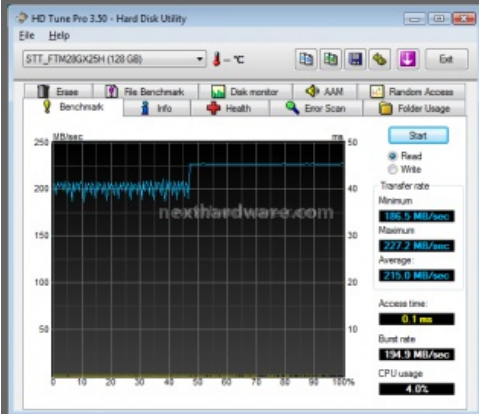 HD Tune Pro 3.50 - Hard Disk Utility
File Help
STT_FTM28GX25H (128 GB)
- °C
Exit
Erase File Benchmark Disk monitor AAM Random Access
Benchmark Info Health Error Scan Folder Usage
MB/sec
ms
250
200
150
100
50
50
40
30
20
10
0 10 20 30 40 50 60 70 80 90 100%
nexthardware.com
Start
Read
Write
Transfer rate
Minimum
186.5 MB/sec
Maximum
227.2 MB/sec
Average:
215.0 MB/sec
Access time:
0.1 ms
Burst rate
194.9 MB/sec
CPU usage
4.0%